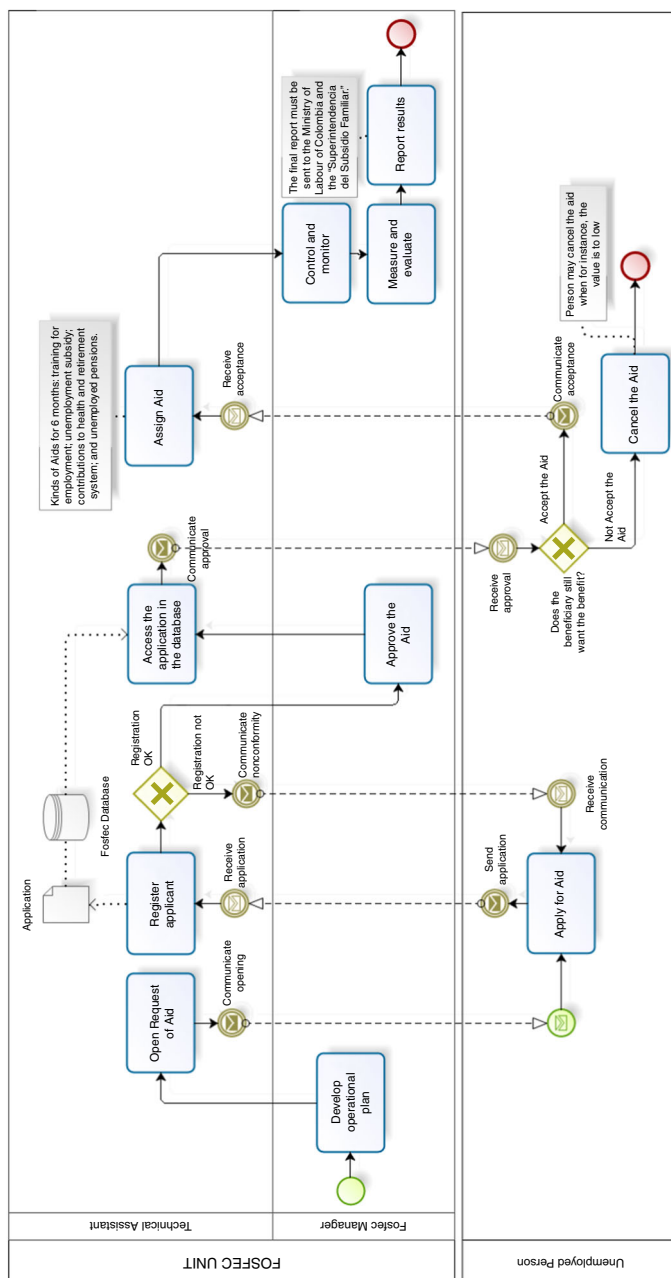 FOSFEC UNIT
Technical Assistant
Fosfec Manager
Unemployed Person
Develop
operational
plan
Open Request
of Aid
Communicate
opening
Application
Fosfec Database
Register
applicant
Receive
application
Registration
OK
Registration not
OK
Communicate
nonconformity
Access the
application in
the database
Communicate
approval
Approve the
Aid
Kinds of Aids for 6 months: training for
employment; unemployment subsidy;
contributions to health and retirement
system; and unemployed pensions.
Assign Aid
Receive
acceptance
Control and
monitor
Measure and
evaluate
The final report must be
sent to the Ministry of
Labour of Colombia and
the "Superintendencia
del Subsidio Familiar."
Report results
Send
application
Apply for Aid
Receive
communication
Receive
approval
Does the
beneficiary still
want the benefit?
Accept the Aid
Not Accept the
Aid
Communicate
acceptance
Cancel the Aid
Person may cancel the aid
when for instance, the
value is to low